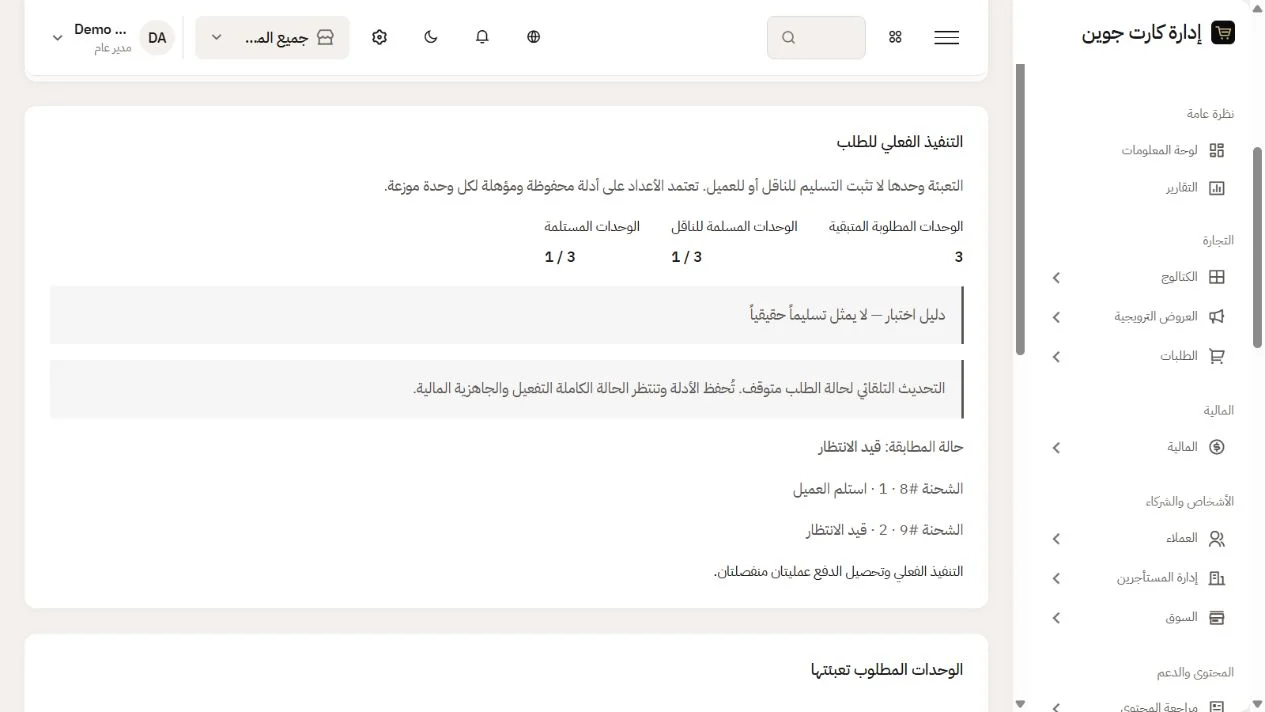 إدارة كارت جوين
نظرة عامة
لوحة المعلومات
التقارير
التجارة
الكتالوج
العروض الترويجية
الطلبات
المالية
المالية
الأشخاص والشركاء
العملاء
إدارة المستأجرين
السوق
المحتوى والدعم
مراجعة المحتوى
جميع المـ...
DA
Demo ...
مدير عام
التنفيذ الفعلي للطلب
التعبئة وحدها لا تثبت التسليم للناقل أو للعميل. تعتمد الأعداد على أدلة محفوظة ومؤهلة لكل وحدة موزعة.
الوحدات المطلوبة المتبقية
3
الوحدات المسلمة للناقل
1 / 3
الوحدات المستلمة
1 / 3
دليل اختبار — لا يمثل تسليماً حقيقياً
التحديث التلقائي لحالة الطلب متوقف. تُحفظ الأدلة وتنتظر الحالة الكاملة التفعيل والجاهزية المالية.
حالة المطابقة: قيد الانتظار
الشحنة #8 · 1 · استلم العميل
الشحنة #9 · 2 · قيد الانتظار
التنفيذ الفعلي وتحصيل الدفع عمليتان منفصلتان.
الوحدات المطلوب تعبئتها